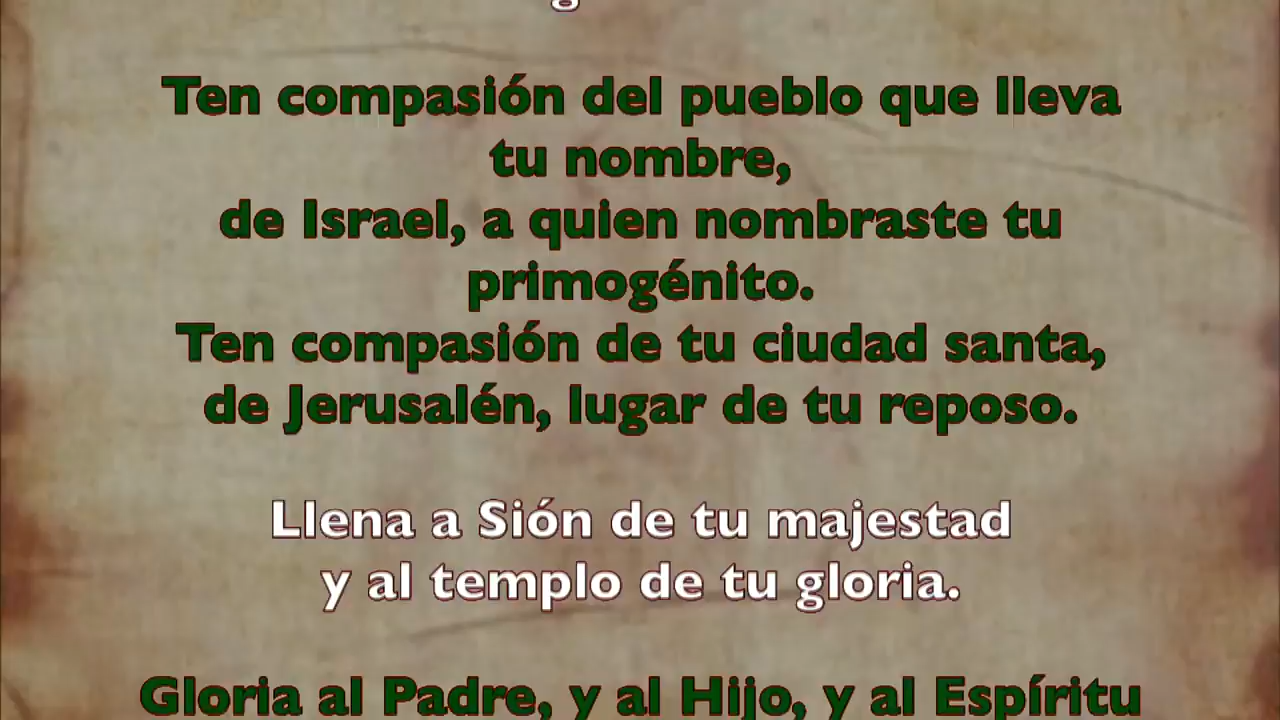 Ten compasión del pueblo que lleva
tu nombre,
de Israel, a quien nombraste tu
primogénito.
Ten compasión de tu ciudad santa,
de Jerusalén, lugar de tu reposo.
Llena a Sión de tu majestad
y al templo de tu gloria.
Gloria al Padre, y al Hijo, y al Espíritu